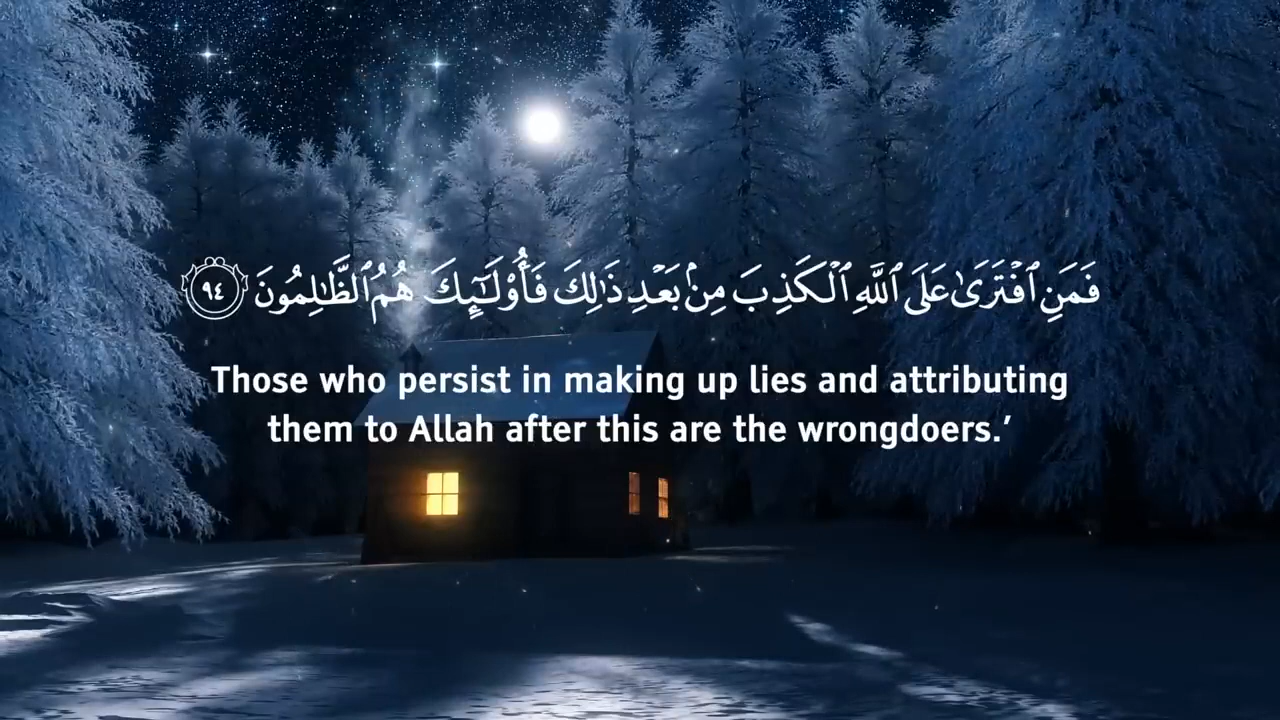 فَمَنِ ٱفْتَرَىٰ عَلَى ٱللَّهِ ٱلْكَذِبَ مِنۢ بَعْدِ ذَٰلِكَ فَأُو۟لَـٰٓئِكَ هُمُ ٱلظَّـٰلِمُونَ ٩٤
Those who persist in making up lies and attributing
them to Allah after this are the wrongdoers.’